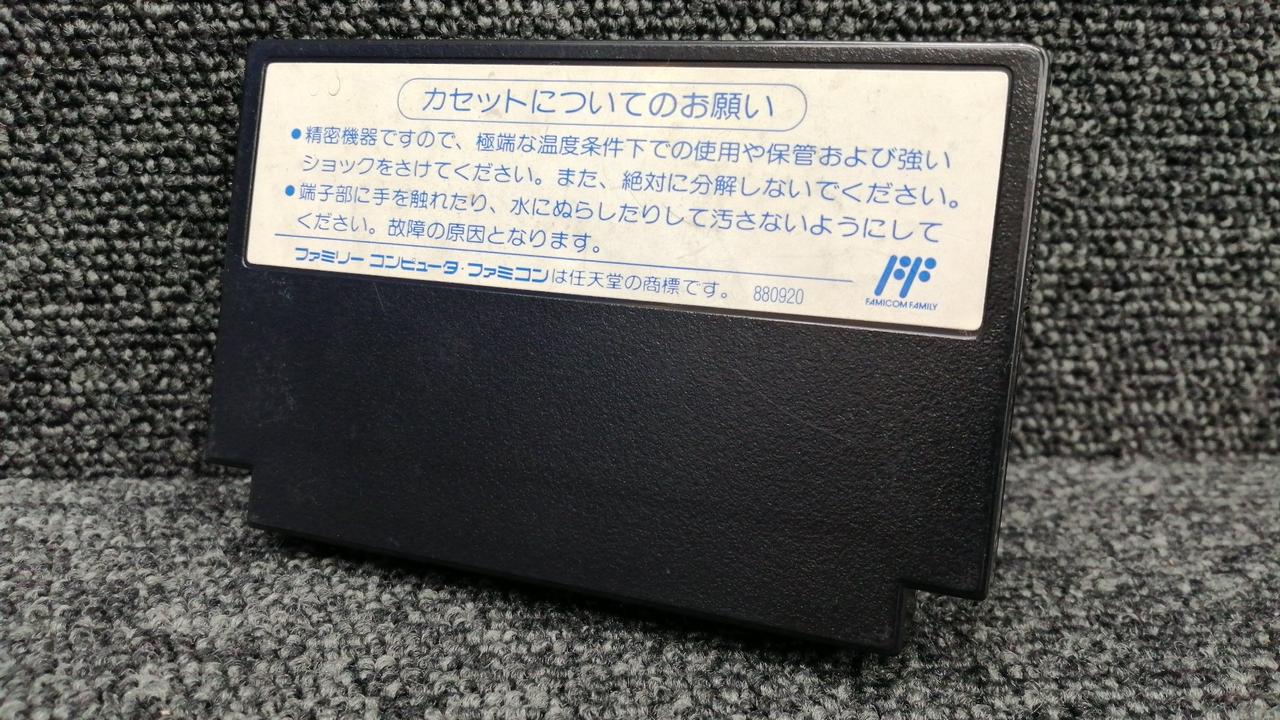 カセットについてのお願い
●精密機器ですので、極端な温度条件下での使用や保管および強い
ショックをさけてください。また、絶対に分解しないでください。
●端子部に手を触れたり、水にぬらしたりして汚さないようにして
ください。故障の原因となります。
ファミリー コンピュータ・ファミコンは任天堂の商標です。 880920
FF
FAMICOM FAMILY